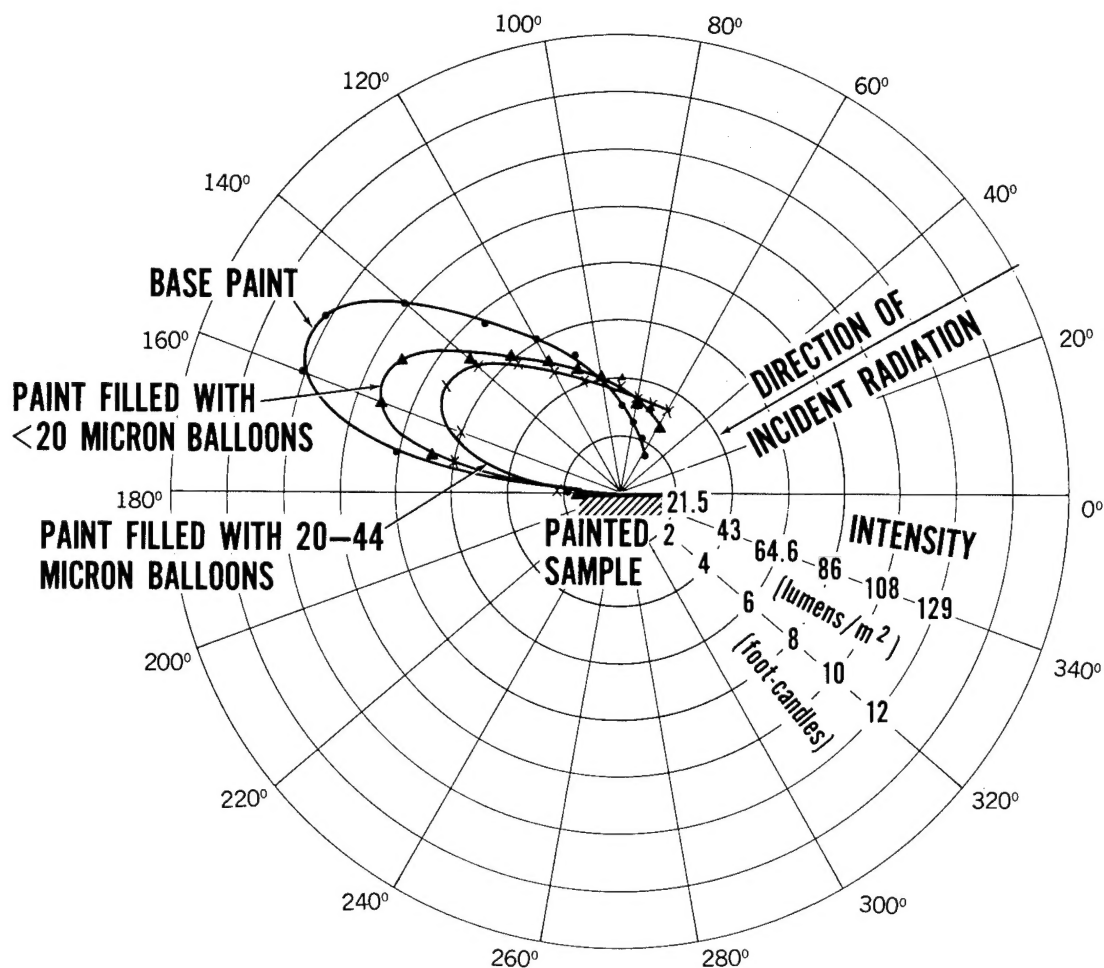 100°
80°
120°
60°
140°
40°
BASE PAINT
160°
DIRECTION OF
INCIDENT RADIATION
20°
PAINT FILLED WITH
<20 MICRON BALLOONS
180°
0°
PAINT FILLED WITH 20–44
MICRON BALLOONS
PAINTED
SAMPLE
21.5
43
64.6
86
108
129
INTENSITY
(lumens/m²)
2
4
6
8
10
12
(foot-candles)
200°
340°
220°
320°
240°
300°
260°
280°